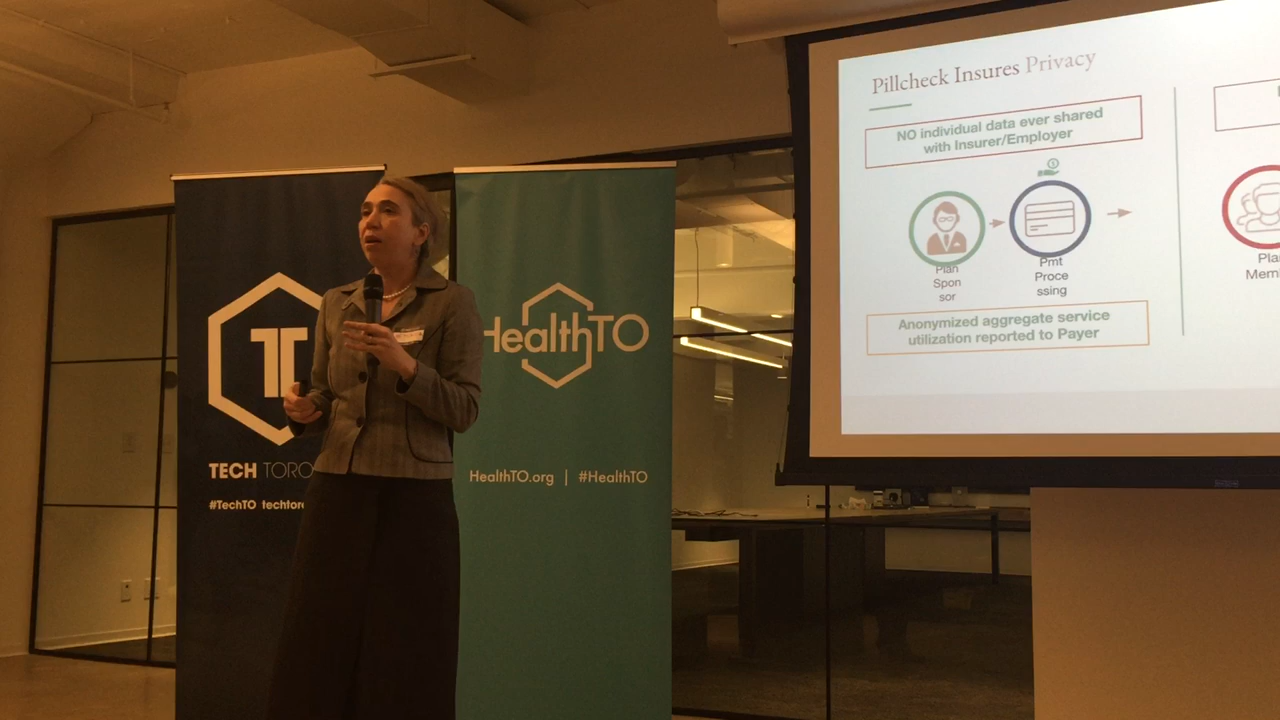 Pillcheck Insures Privacy
NO individual data ever shared
with Insurer/Employer
Plan
Spon
sor
Pmt
Proce
ssing
Anonymized aggregate service
utilization reported to Payer
TECH TORO
#TechTO techtoro
HealthTO
HealthTO.org | #HealthTO